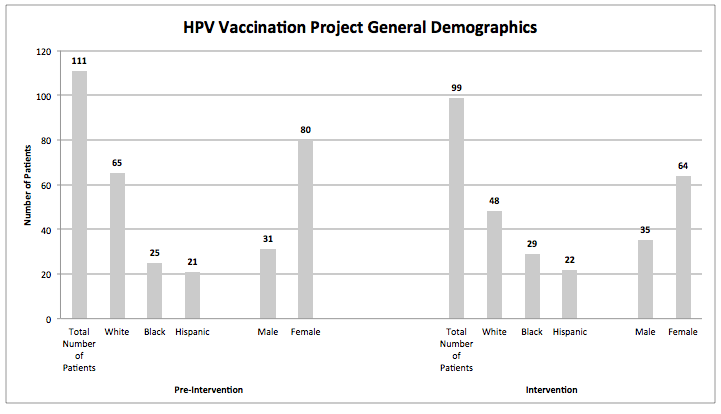 HPV Vaccination Project General Demographics
Number of Patients
120
100
80
60
40
20
0
111
65
25
21
31
80
99
48
29
22
35
64
Total Number of Patients
White
Black
Hispanic
Male
Female
Total Number of Patients
White
Black
Hispanic
Male
Female
Pre-Intervention
Intervention